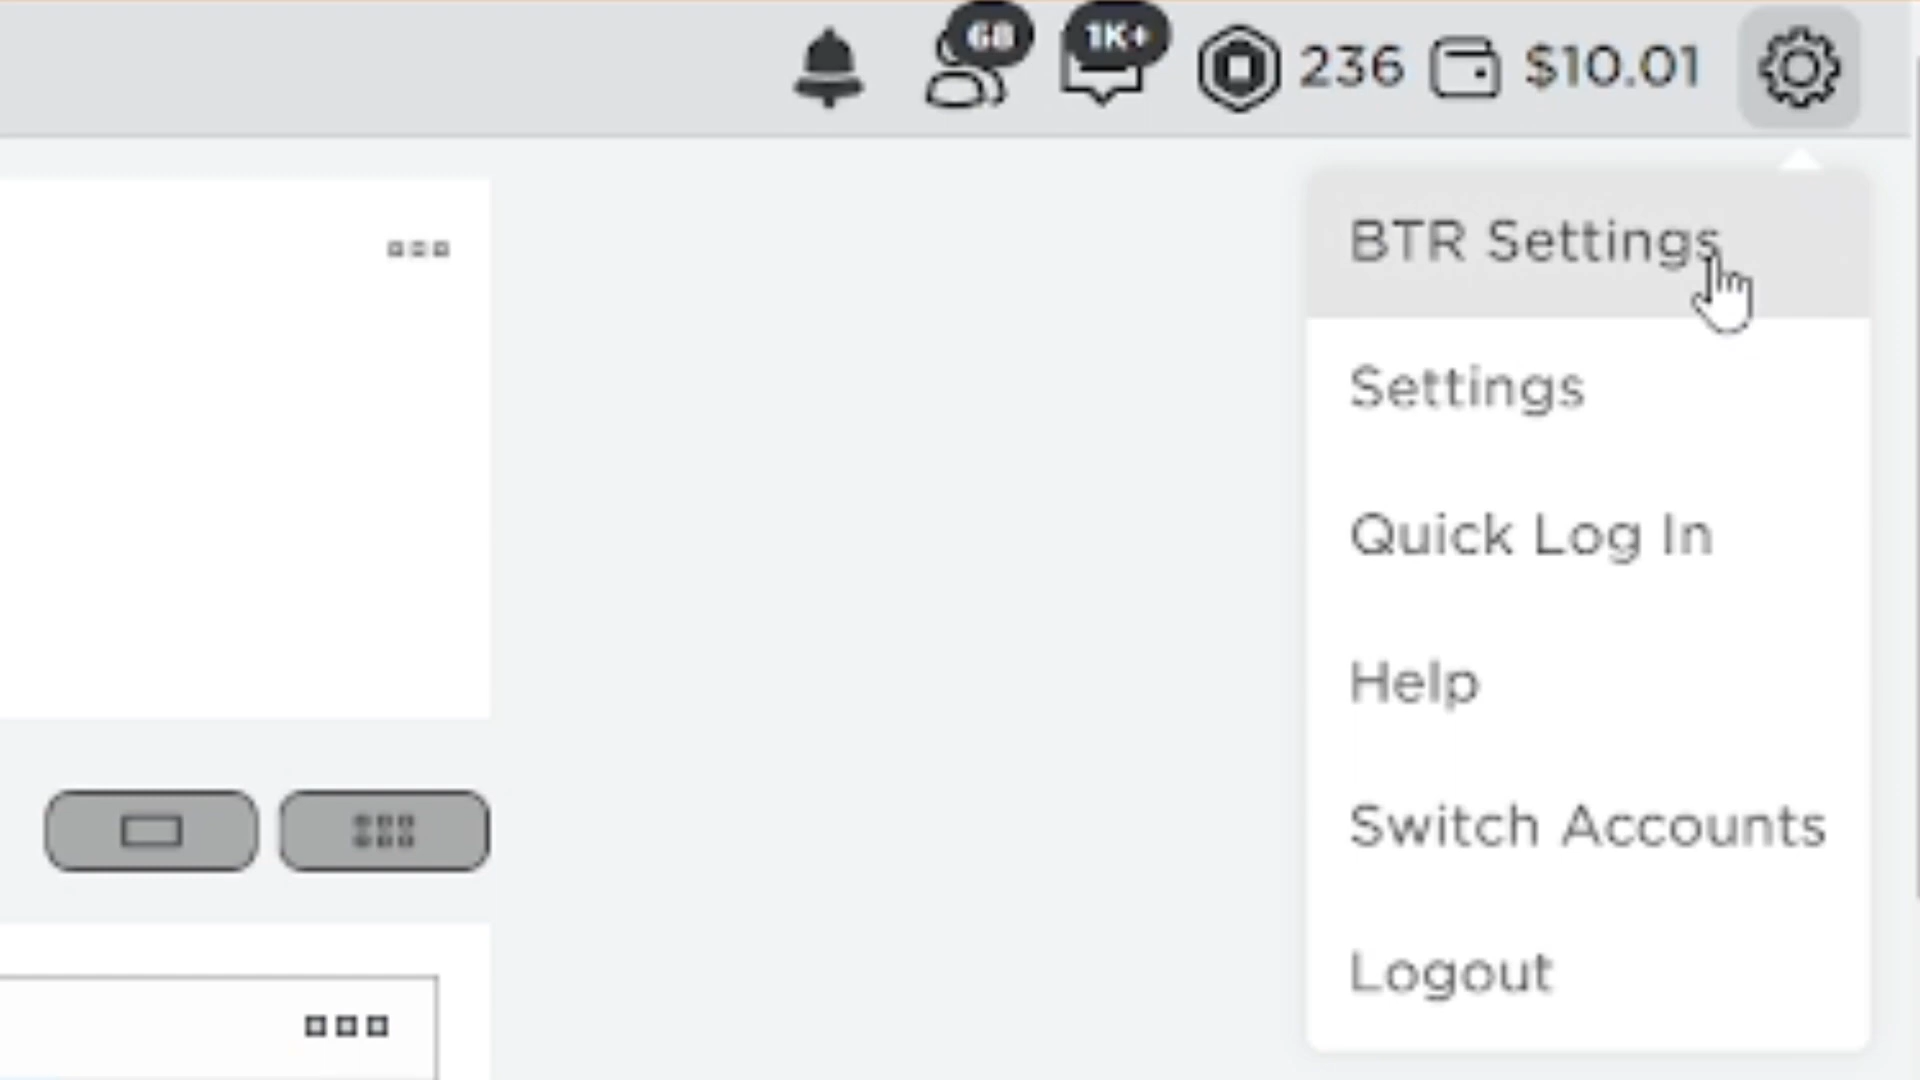 68 1K+ 236 $10.01
BTR Settings
Settings
Quick Log In
Help
Switch Accounts
Logout